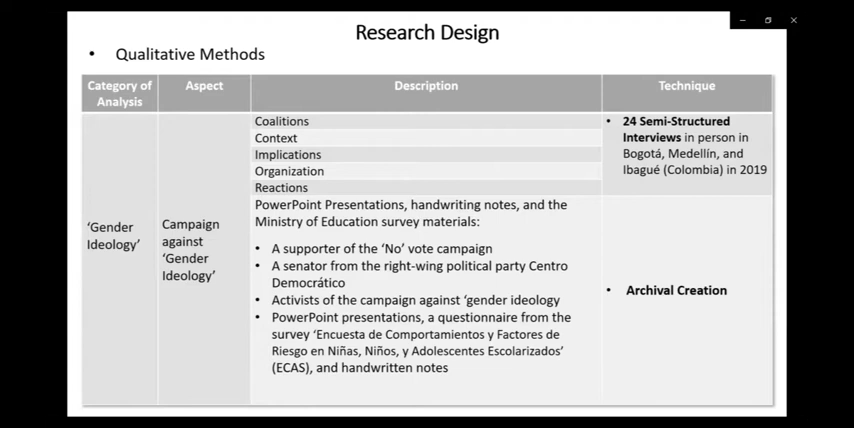 Research Design
• Qualitative Methods
Category of
Analysis
Aspect
Description
Technique
‘Gender
Ideology’
Campaign
against
‘Gender
Ideology’
Coalitions
Context
Implications
Organization
Reactions
• 24 Semi-Structured
Interviews in person in
Bogotá, Medellín, and
Ibagué (Colombia) in 2019
PowerPoint Presentations, handwriting notes, and the
Ministry of Education survey materials:
• A supporter of the ‘No’ vote campaign
• A senator from the right-wing political party Centro
Democrático
• Activists of the campaign against ‘gender ideology
• PowerPoint presentations, a questionnaire from the
survey ‘Encuesta de Comportamientos y Factores de
Riesgo en Niñas, Niños, y Adolescentes Escolarizados’
(ECAS), and handwritten notes
• Archival Creation